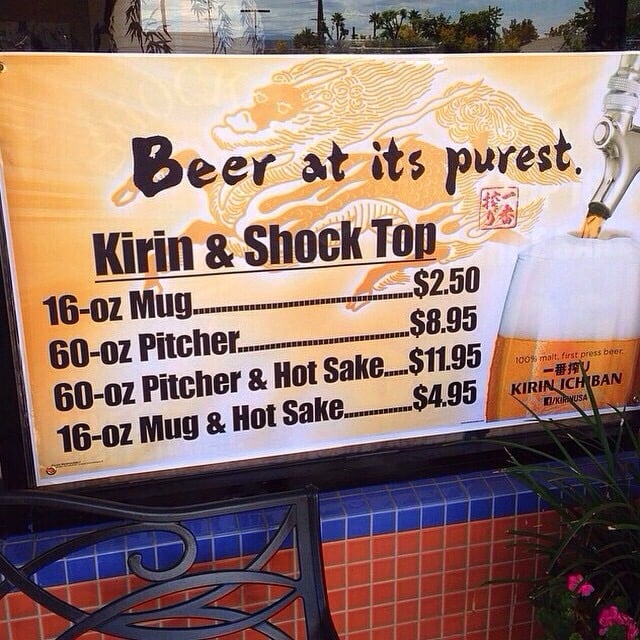 Beer at its purest.
一番搾り
Kirin & Shock Top
16-oz Mug..............................$2.50
60-oz Pitcher.........................$8.95
60-oz Pitcher & Hot Sake....$11.95
16-oz Mug & Hot Sake...........$4.95
100% malt, first press beer.
一番搾り
KIRIN ICHIBAN
f/KIRINUSA